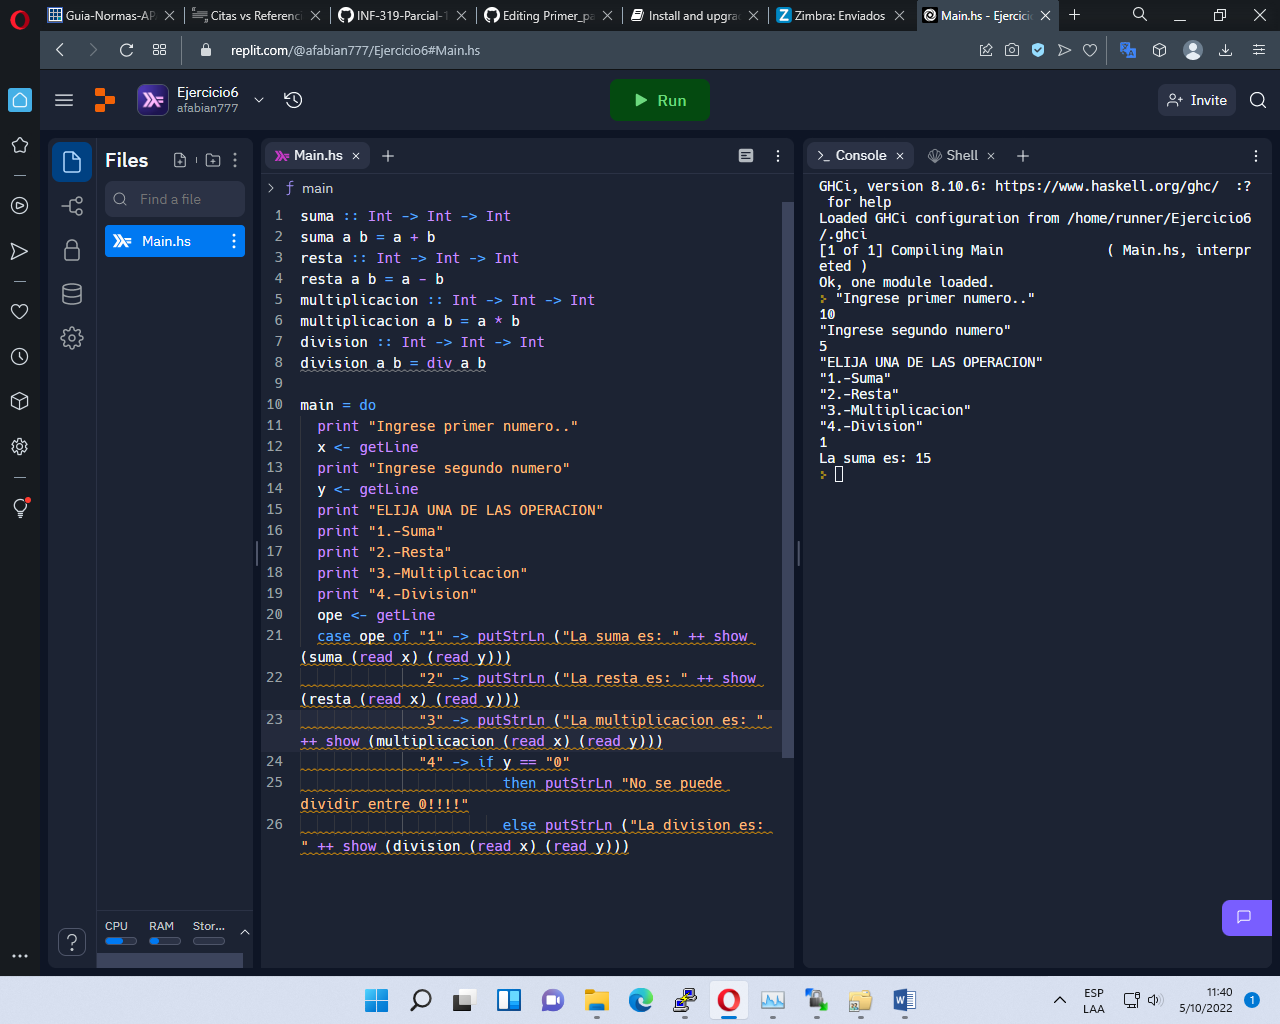 Guia-Normas-AP
Citas vs Referenci
INF-319-Parcial-1
Editing Primer_pa
Install and upgrad
Zimbra: Enviados
Main.hs - Ejercicio
replit.com/@afabian777/Ejercicio6#Main.hs
Ejercicio6
afabian777
Run
Invite
Files
Find a file
Main.hs
CPU
RAM
Stor...
?
Main.hs
> f main
1 suma :: Int -> Int -> Int
2 suma a b = a + b
3 resta :: Int -> Int -> Int
4 resta a b = a - b
5 multiplicacion :: Int -> Int -> Int
6 multiplicacion a b = a * b
7 division :: Int -> Int -> Int
8 division a b = div a b
9
10 main = do
11 print "Ingrese primer numero.."
12 x <- getLine
13 print "Ingrese segundo numero"
14 y <- getLine
15 print "ELIJA UNA DE LAS OPERACION"
16 print "1.-Suma"
17 print "2.-Resta"
18 print "3.-Multiplicacion"
19 print "4.-Division"
20 ope <- getLine
21 case ope of "1" -> putStrLn ("La suma es: " ++ show
(suma (read x) (read y)))
22 "2" -> putStrLn ("La resta es: " ++ show
(resta (read x) (read y)))
23 "3" -> putStrLn ("La multiplicacion es: "
++ show (multiplicacion (read x) (read y)))
24 "4" -> if y == "0"
25 then putStrLn "No se puede
dividir entre 0!!!!"
26 else putStrLn ("La division es:
" ++ show (division (read x) (read y)))
Console
Shell
GHCi, version 8.10.6: https://www.haskell.org/ghc/  :?
for help
Loaded GHCi configuration from /home/runner/Ejercicio6
/.ghci
[1 of 1] Compiling Main ( Main.hs, interpr
eted )
Ok, one module loaded.
> "Ingrese primer numero.."
10
"Ingrese segundo numero"
5
"ELIJA UNA DE LAS OPERACION"
"1.-Suma"
"2.-Resta"
"3.-Multiplicacion"
"4.-Division"
1
La suma es: 15
>
ESP
LAA
11:40
5/10/2022
1